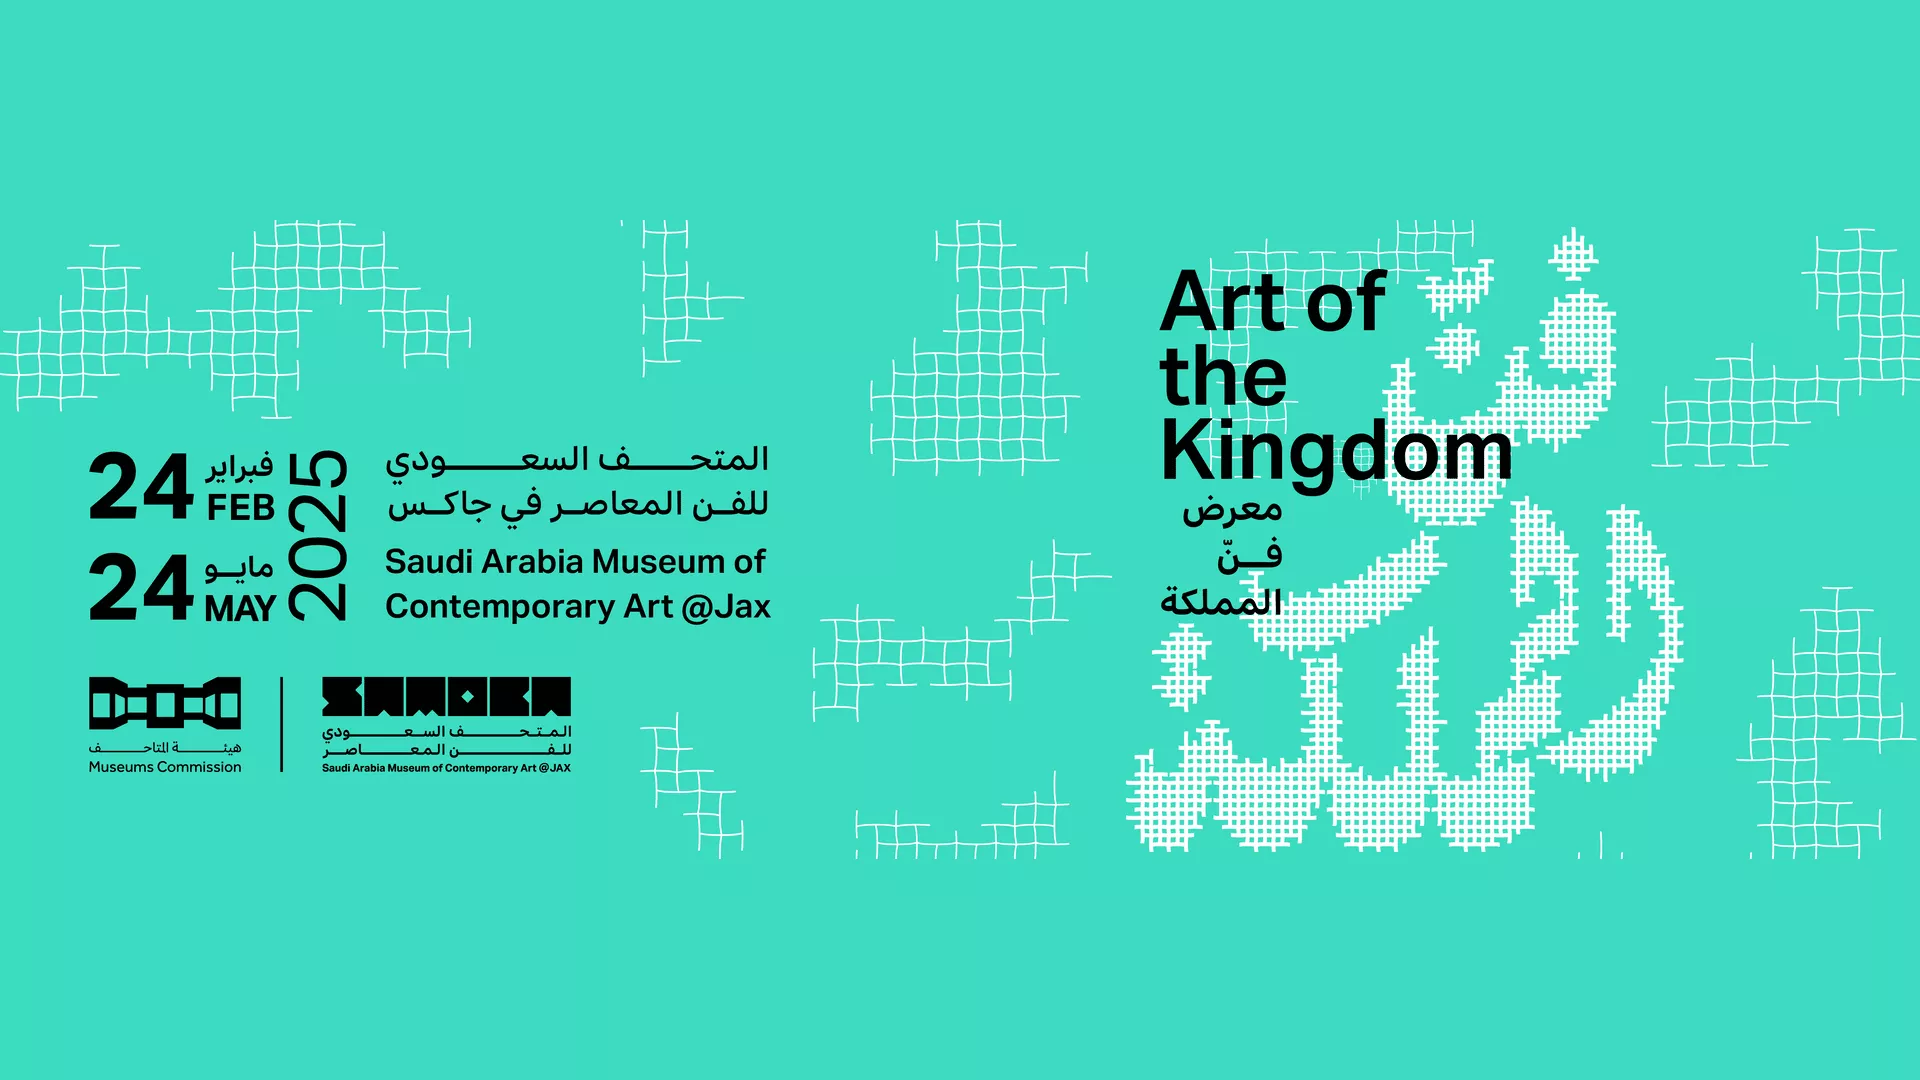 Art of
the
Kingdom
معرض
فنّ
المملكة
24 فبراير
FEB
24 مايو
MAY
2025
المتحف السعودي
للفن المعاصر في جاكس
Saudi Arabia Museum of
Contemporary Art @Jax
هيئة المتاحف
Museums Commission
SAMOCA
المتحف السعودي
للفن المعاصر
Saudi Arabia Museum of Contemporary Art @JAX